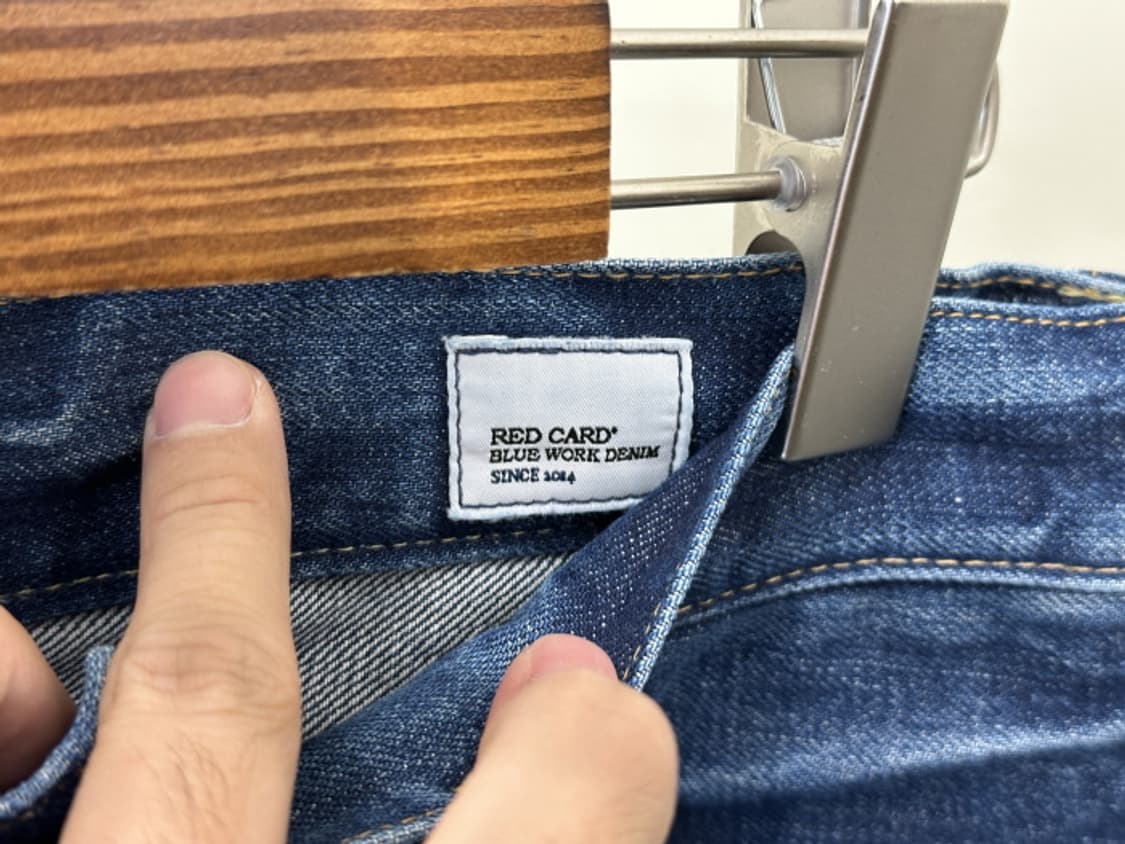 RED CARD®
BLUE WORK DENIM
SINCE 2014